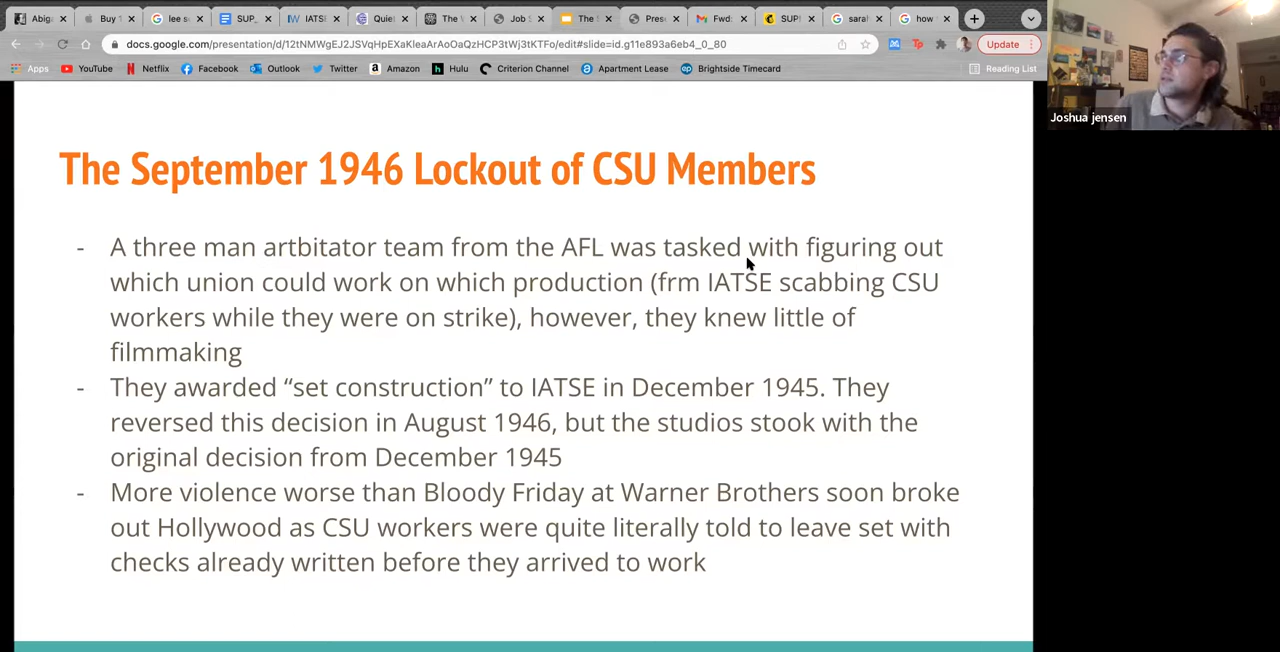 Abiga
Buy 1
lee s
SUP_
IATSE
Quie
The V
Job S
The S
Prese
Fwd:
SUP!
saral
how
docs.google.com/presentation/d/12tNMWgEJ2JSVqHpEXaKleaArAoOaQzHCP3tWj3tKTFo/edit#slide=id.g11e893a6eb4_0_80
Update
Apps
YouTube
Netflix
Facebook
Outlook
Twitter
Amazon
Hulu
Criterion Channel
Apartment Lease
Brightside Timecard
Reading List
Joshua jensen
The September 1946 Lockout of CSU Members
- A three man artbitator team from the AFL was tasked with figuring out
which union could work on which production (frm IATSE scabbing CSU
workers while they were on strike), however, they knew little of
filmmaking
- They awarded “set construction” to IATSE in December 1945. They
reversed this decision in August 1946, but the studios stook with the
original decision from December 1945
- More violence worse than Bloody Friday at Warner Brothers soon broke
out Hollywood as CSU workers were quite literally told to leave set with
checks already written before they arrived to work